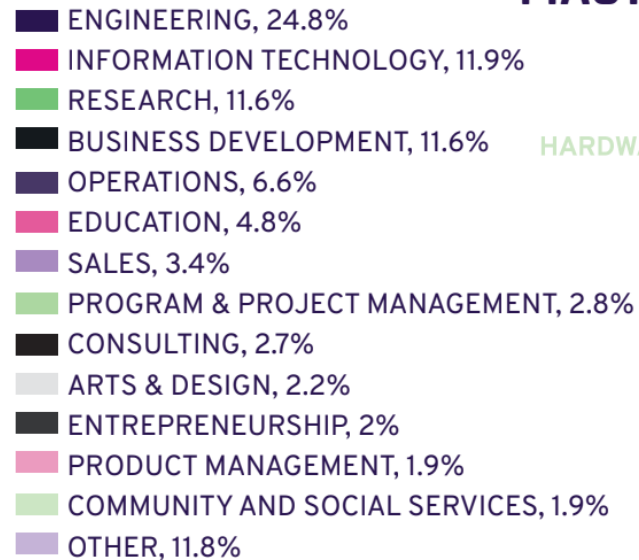 ENGINEERING, 24.8%
INFORMATION TECHNOLOGY, 11.9%
RESEARCH, 11.6%
BUSINESS DEVELOPMENT, 11.6%
OPERATIONS, 6.6%
EDUCATION, 4.8%
SALES, 3.4%
PROGRAM & PROJECT MANAGEMENT, 2.8%
CONSULTING, 2.7%
ARTS & DESIGN, 2.2%
ENTREPRENEURSHIP, 2%
PRODUCT MANAGEMENT, 1.9%
COMMUNITY AND SOCIAL SERVICES, 1.9%
OTHER, 11.8%